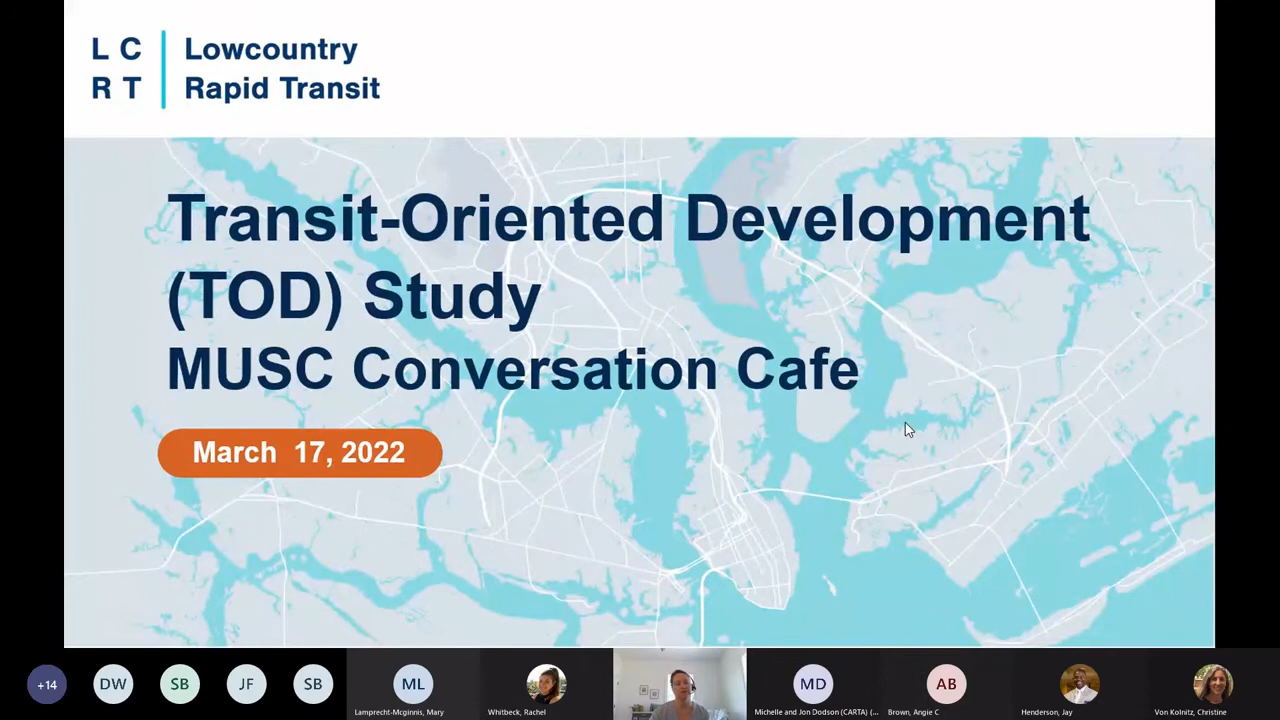 L C
R T
Lowcountry
Rapid Transit
Transit-Oriented Development
(TOD) Study
MUSC Conversation Cafe
March 17, 2022
+14
DW
SB
JF
SB
ML
MD
AB
Lamprecht-Mcginnis, Mary
Whitbeck, Rachel
Michelle and Jon Dodson (CARTA) (...
Brown, Angie C
Henderson, Jay
Von Kolnitz, Christine